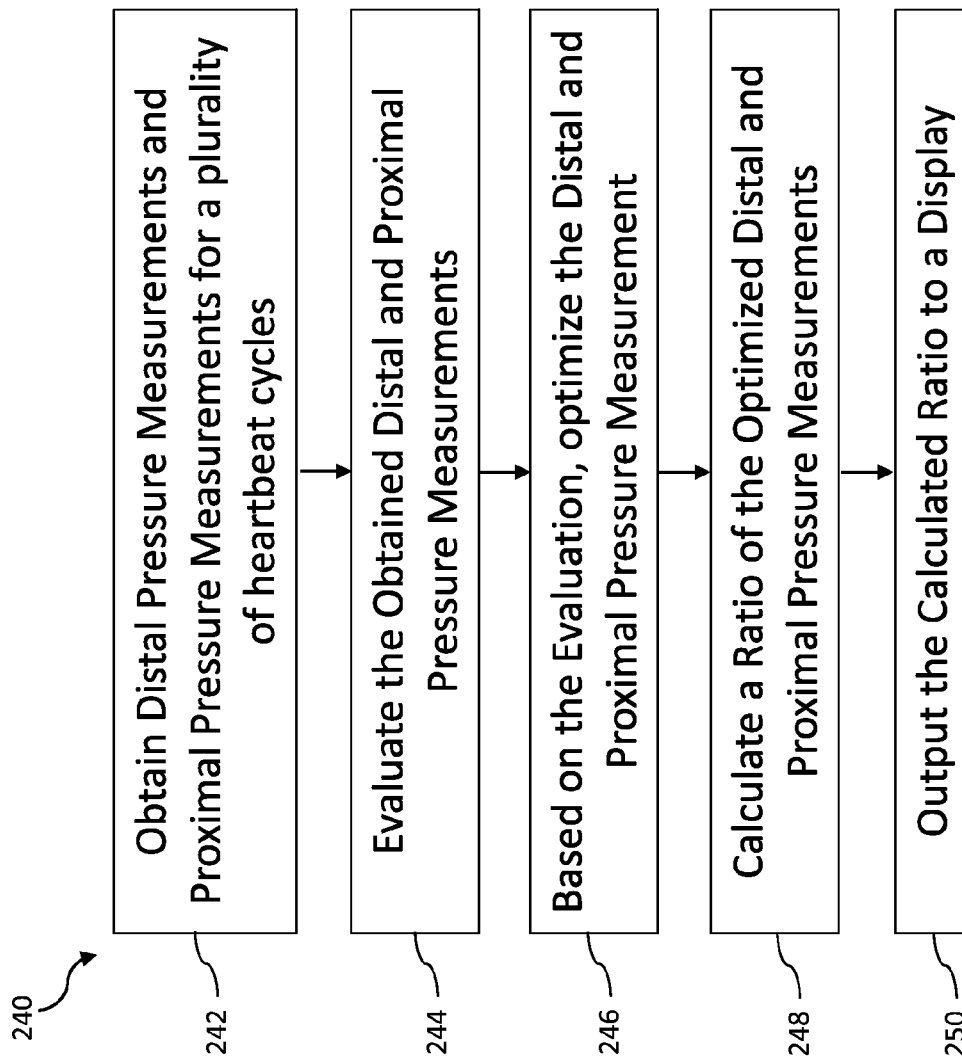 240
242
Obtain Distal Pressure Measurements and
Proximal Pressure Measurements for a plurality
of heartbeat cycles
244
Evaluate the Obtained Distal and Proximal
Pressure Measurements
246
Based on the Evaluation, optimize the Distal and
Proximal Pressure Measurement
248
Calculate a Ratio of the Optimized Distal and
Proximal Pressure Measurements
250
Output the Calculated Ratio to a Display